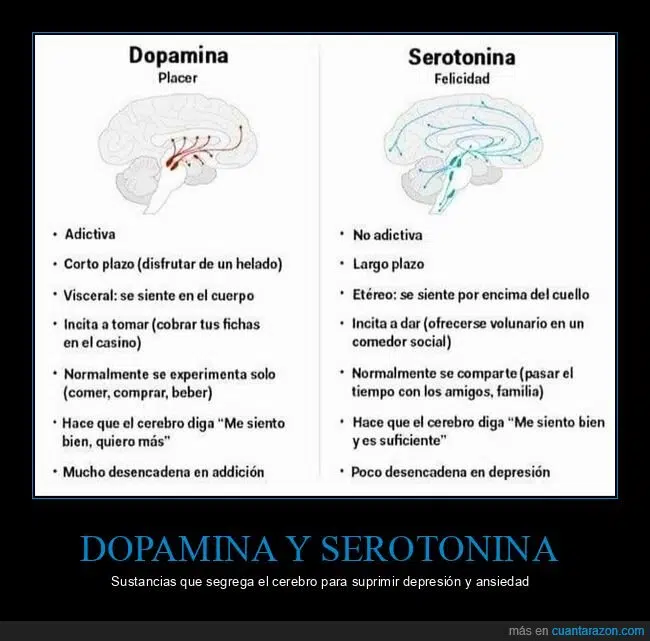 Dopamina
Placer
• Adictiva
• Corto plazo (disfrutar de un helado)
• Visceral: se siente en el cuerpo
• Incita a tomar (cobrar tus fichas
en el casino)
• Normalmente se experimenta solo
(comer, comprar, beber)
• Hace que el cerebro diga “Me siento
bien, quiero más”
• Mucho desencadena en addición
Serotonina
Felicidad
• No adictiva
• Largo plazo
• Etéreo: se siente por encima del cuello
• Incita a dar (ofrecerse volunario en un
comedor social)
• Normalmente se comparte (pasar el
tiempo con los amigos, familia)
• Hace que el cerebro diga “Me siento bien
y es suficiente”
• Poco desencadena en depresión
DOPAMINA Y SEROTONINA
Sustancias que segrega el cerebro para suprimir depresión y ansiedad
más en cuantarazon.com